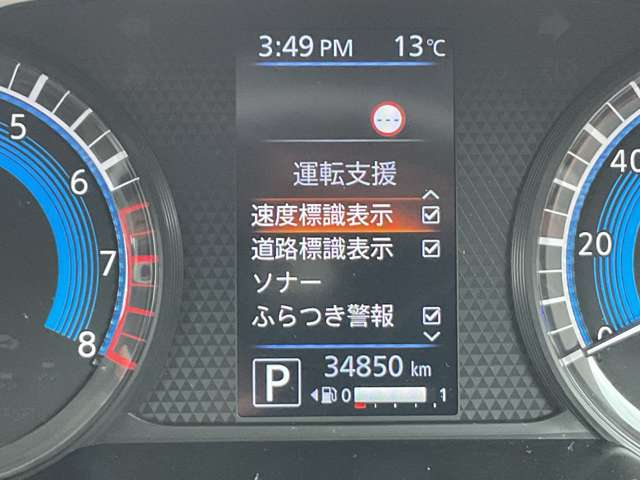 3:49 PM 13℃
---
運転支援
速度標識表示
道路標識表示
ソナー
ふらつき警報
P 34850 km
0 1
5
6
7
8
40
20
0